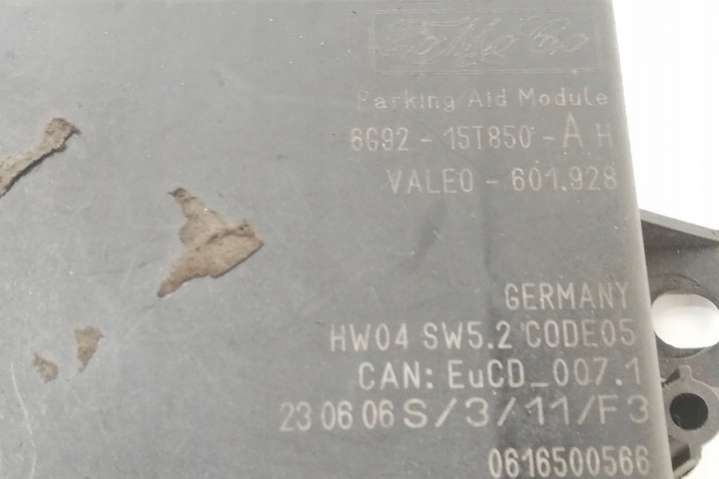 FoMoCo
Parking Aid Module
6G92 - 15T850 - A H
VALEO - 601.928
GERMANY
HW04 SW5.2 CODE05
CAN: EuCD_007.1
23 06 06 S/3/11/F3
0616500566